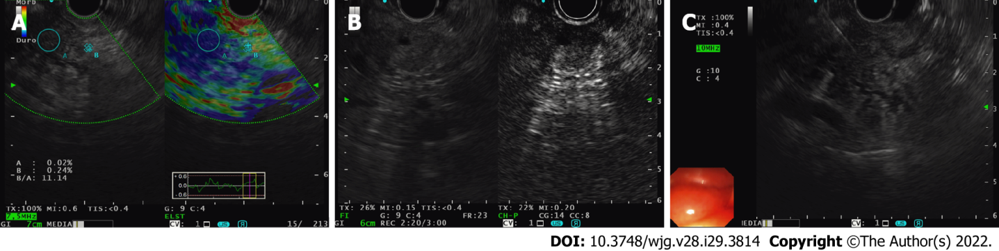 A
Morb
Duro
A
B
A
B
0
2
4
6
A : 0.02%
B : 0.24%
B/A: 11.14
+ 0.6
0.0
- 0.6
TX:100% MI:0.6 TIS:<0.4
7.5MHz
G: 9 C:4
ELST
GI 7cm MEDIA
CV: 1 US R 15/ 213
B
0
1
2
3
4
5
6
TX: 26% MI:0.15 TIS:<0.4
FI G: 9 C:4 FR:23
GI 6cm REC 2:20/3:00
TX: 22% MI:0.20
CH-P CG:14 CC:8
CV: 1 US R
C
TX :100%
MI :0.4
TIS:<0.4
10MHz
G :10
C : 4
0
1
2
3
4
5
EDIA
CV: 1 US R
DOI: 10.3748/wjg.v28.i29.3814 Copyright ©The Author(s) 2022.